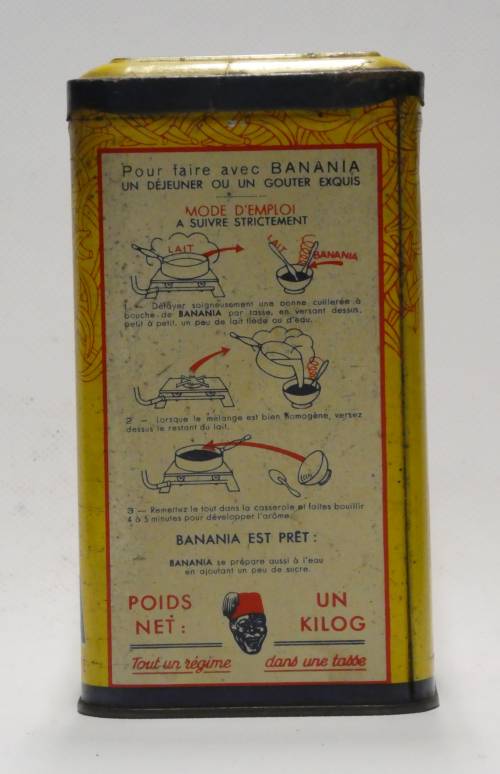 Pour faire avec BANANIA
UN DÉJEUNER OU UN GOUTER EXQUIS
MODE D'EMPLOI
A SUIVRE STRICTEMENT
LAIT
LAIT
BANANIA
1 — Délayer soigneusement une bonne cuillerée à
bouche de BANANIA par tasse, en versant dessus,
petit à petit, un peu de lait tiède ou d'eau.
2 — Lorsque le mélange est bien homogène, versez
dessus le restant du lait.
3 — Remettez le tout dans la casserole et faites bouillir
4 à 5 minutes pour développer l'arôme.
BANANIA EST PRÊT :
BANANIA se prépare aussi à l'eau
en ajoutant un peu de sucre.
POIDS UN
NET : KILOG
Tout un régime dans une tasse